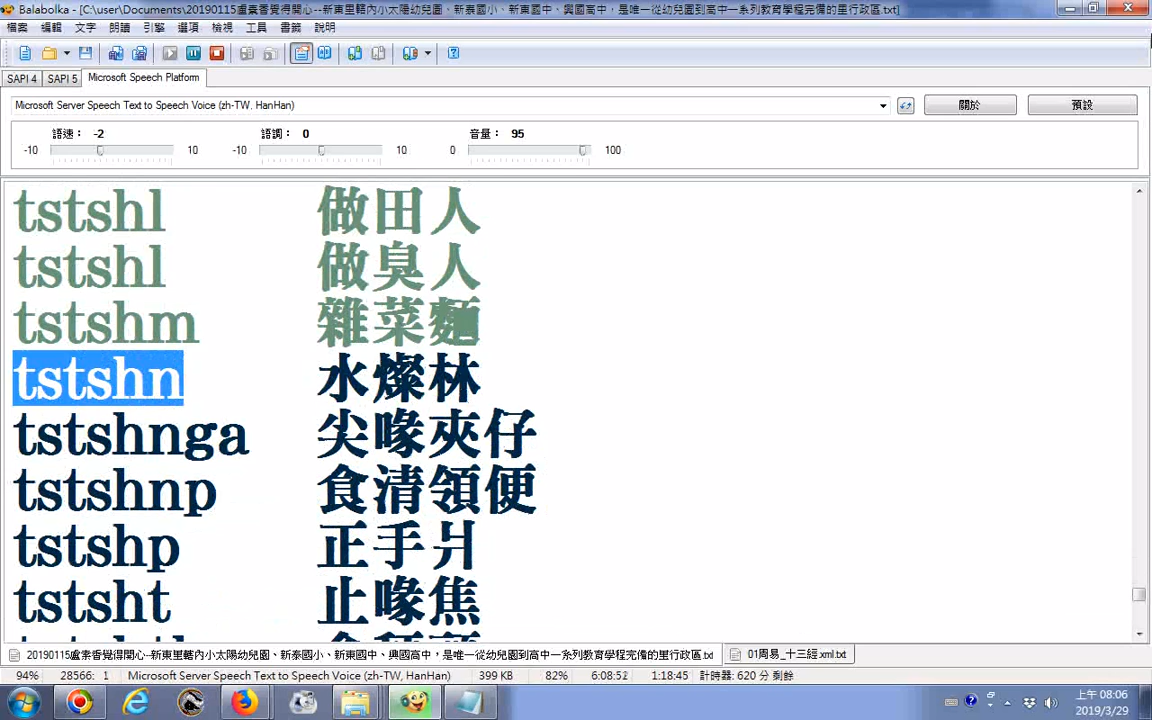 Balabolka - [C:\user\Documents\20190115盧素香覺得開心--新東里轄內小太陽幼兒園、新泰國小、新東國中、興國高中，是唯一從幼兒園到高中一系列教育學程完備的里行政區.txt]
檔案 編輯 文字 朗讀 引擎 選項 檢視 工具 書籤 說明
SAPI 4 SAPI 5 Microsoft Speech Platform
Microsoft Server Speech Text to Speech Voice (zh-TW, HanHan) 關於 預設
語速： -2 語調： 0 音量： 95
-10 10 -10 10 0 100
tstshl 做田人
tstshl 做臭人
tstshm 雜菜麵
tstshn 水燦林
tstshnga 尖喙夾仔
tstshnp 食清領便
tstshp 正手爿
tstsht 止喙焦
20190115盧素香覺得開心--新東里轄內小太陽幼兒園、新泰國小、新東國中、興國高中，是唯一從幼兒園到高中一系列教育學程完備的里行政區.txt 01周易_十三經.xml.txt
94% 28566: 1 Microsoft Server Speech Text to Speech Voice (zh-TW, HanHan) 399 KB 82% 6:08:52 1:18:45 計時器: 620 分 剩餘
上午 08:06
2019/3/29